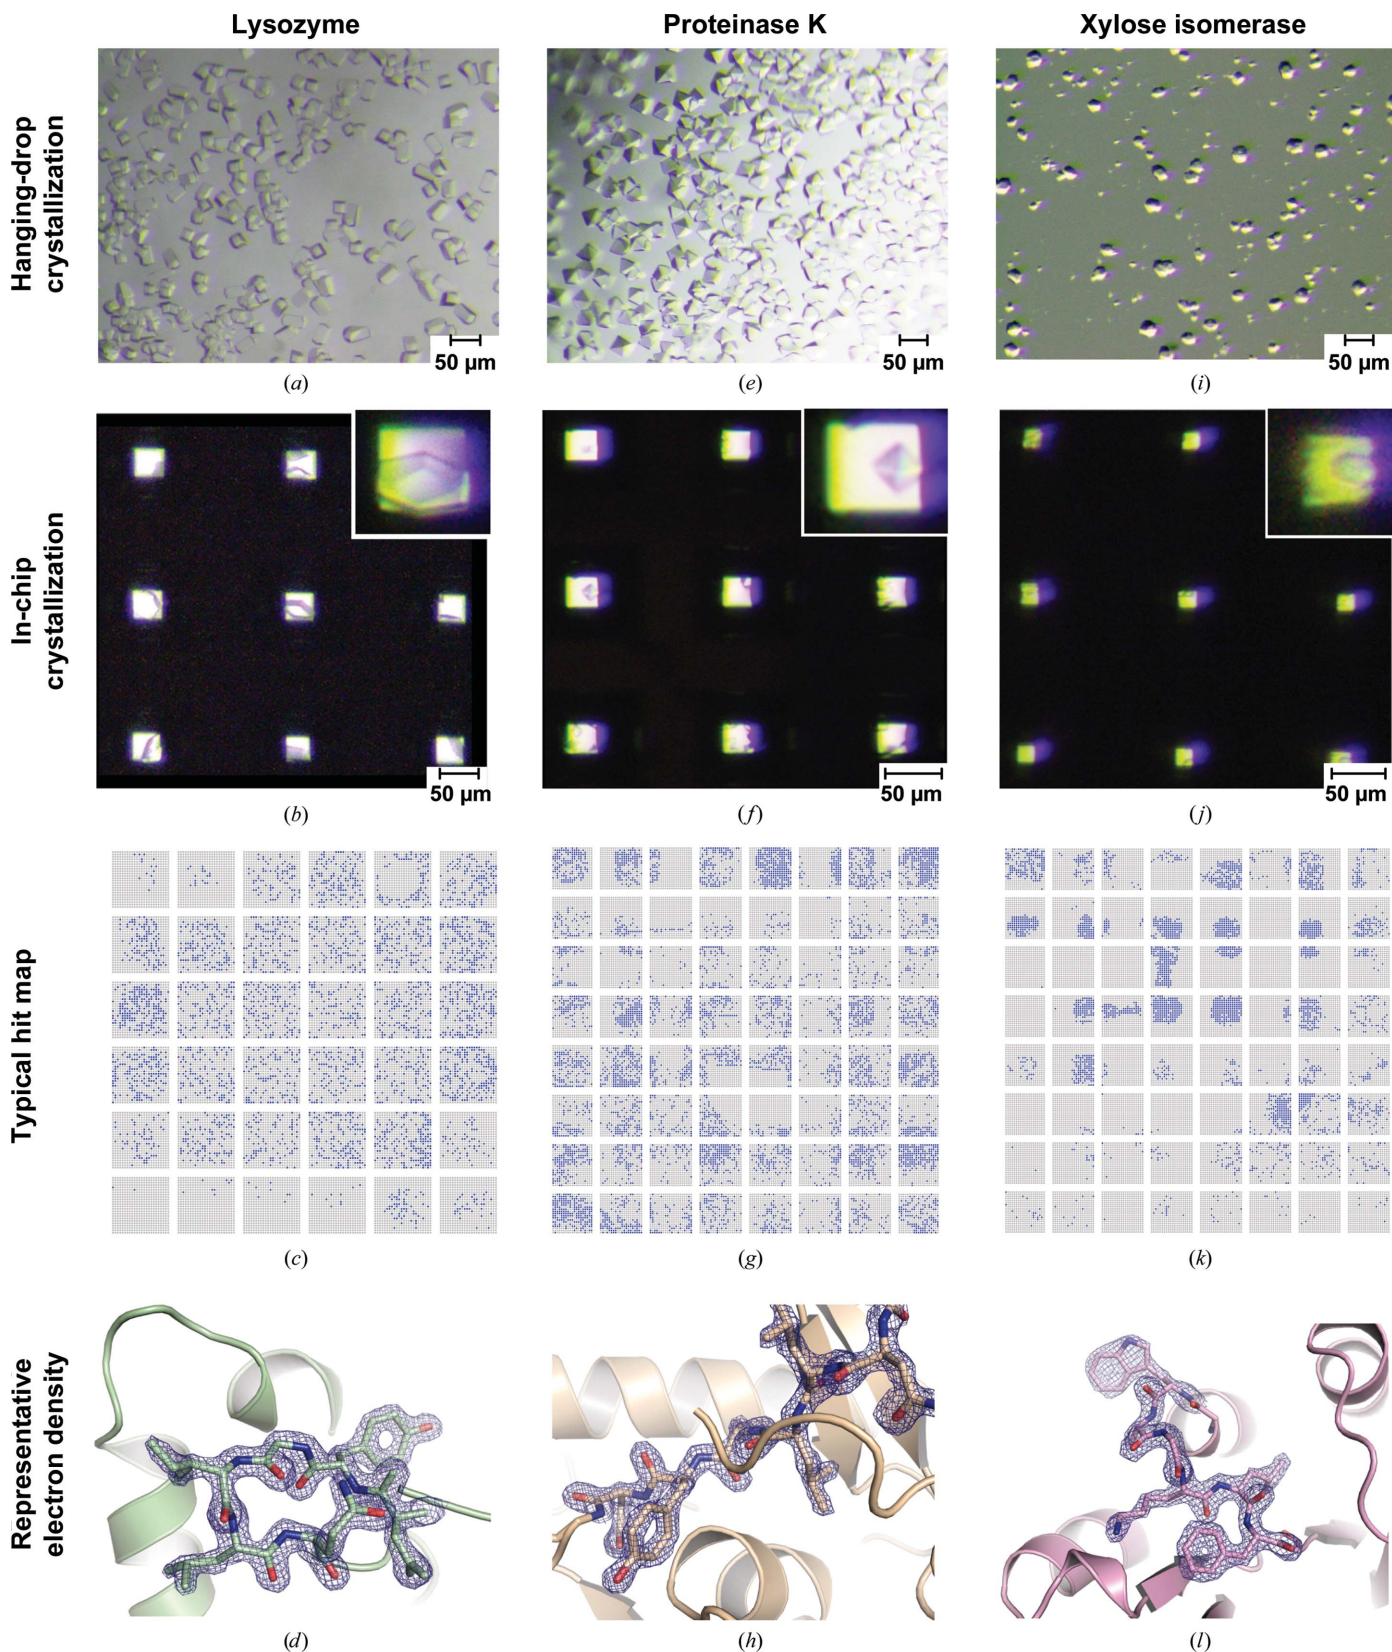 Lysozyme
Proteinase K
Xylose isomerase
Hanging-drop
crystallization
50 µm
50 µm
50 µm
(a)
(e)
(i)
In-chip
crystallization
50 µm
50 µm
50 µm
(b)
(f)
(j)
Typical hit map
(c)
(g)
(k)
Representative
electron density
(d)
(h)
(l)